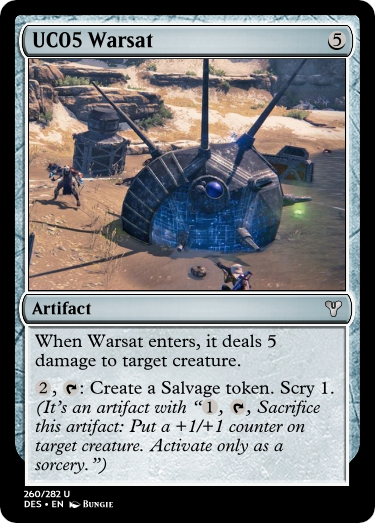 UC05 Warsat 5
Artifact
When Warsat enters, it deals 5
damage to target creature.
2, : Create a Salvage token. Scry 1.
(It's an artifact with “1, , Sacrifice
this artifact: Put a +1/+1 counter on
target creature. Activate only as a
sorcery.”)
260/282 U
DES • EN Bungie